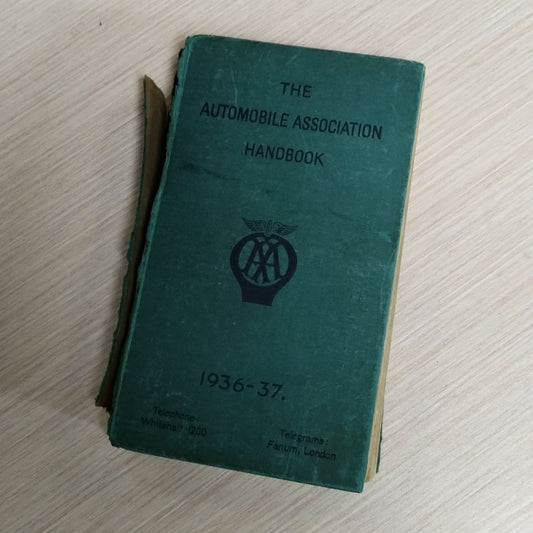 THE
AUTOMOBILE ASSOCIATION
HANDBOOK
AA
1936-37.
Telephone:
Whitehall 1200
Telegrams:
Fanum, London